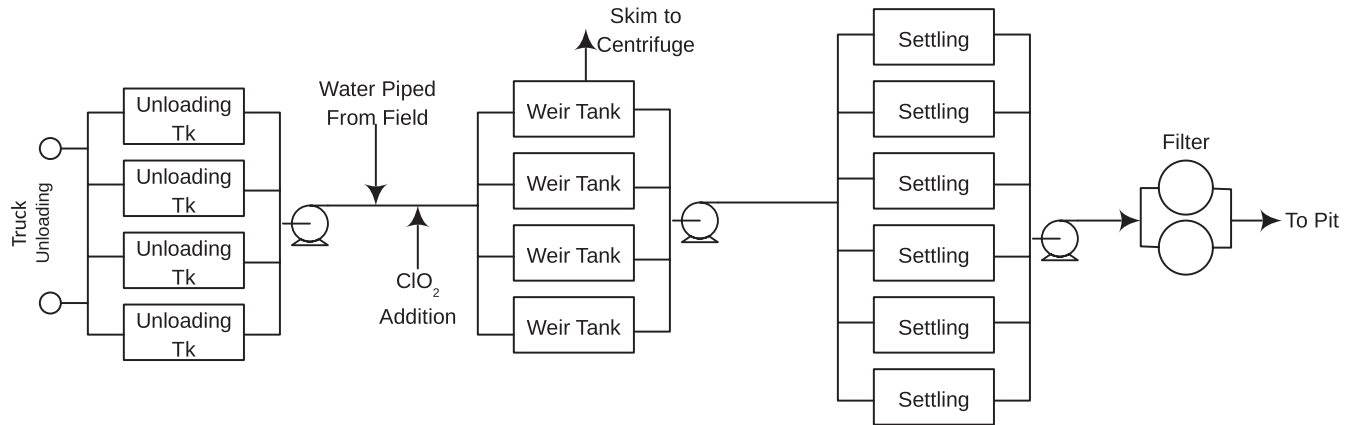 Truck
Unloading
Unloading
Tk
Unloading
Tk
Unloading
Tk
Unloading
Tk
Water Piped
From Field
ClO2
Addition
Skim to
Centrifuge
Weir Tank
Weir Tank
Weir Tank
Weir Tank
Settling
Settling
Settling
Settling
Settling
Settling
Filter
To Pit